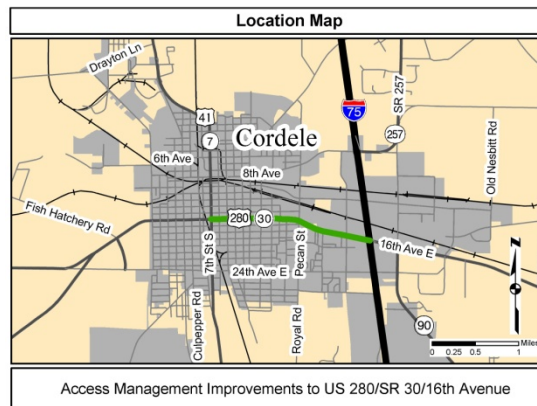 Location Map
Drayton Ln
41
7
Cordele
75
SR 257
257
6th Ave
8th Ave
Old Nesbitt Rd
Fish Hatchery Rd
7th St S
280
30
Pecan St
16th Ave E
24th Ave E
Culpepper Rd
Royal Rd
90
Z
Miles
0 0.25 0.5 1
Access Management Improvements to US 280/SR 30/16th Avenue